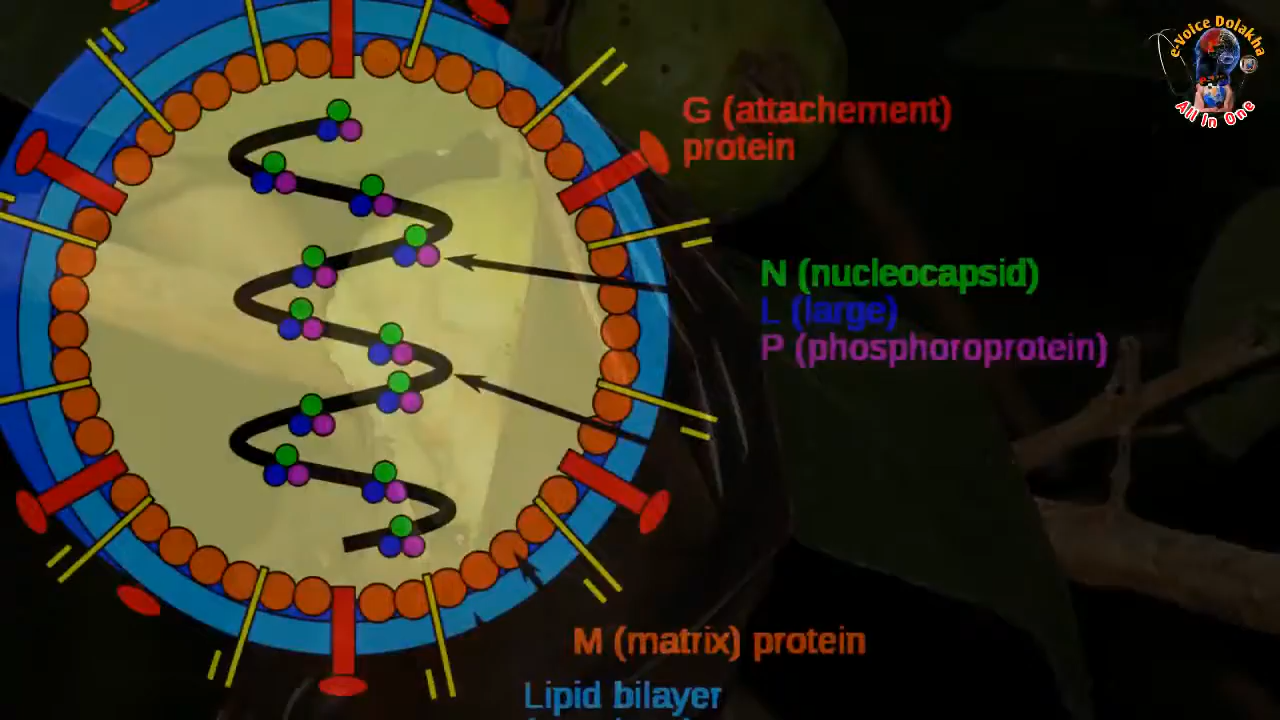 e-Voice Dolakha
All In One
G (attachement)
protein
N (nucleocapsid)
L (large)
P (phosphoroprotein)
M (matrix) protein
Lipid bilayer